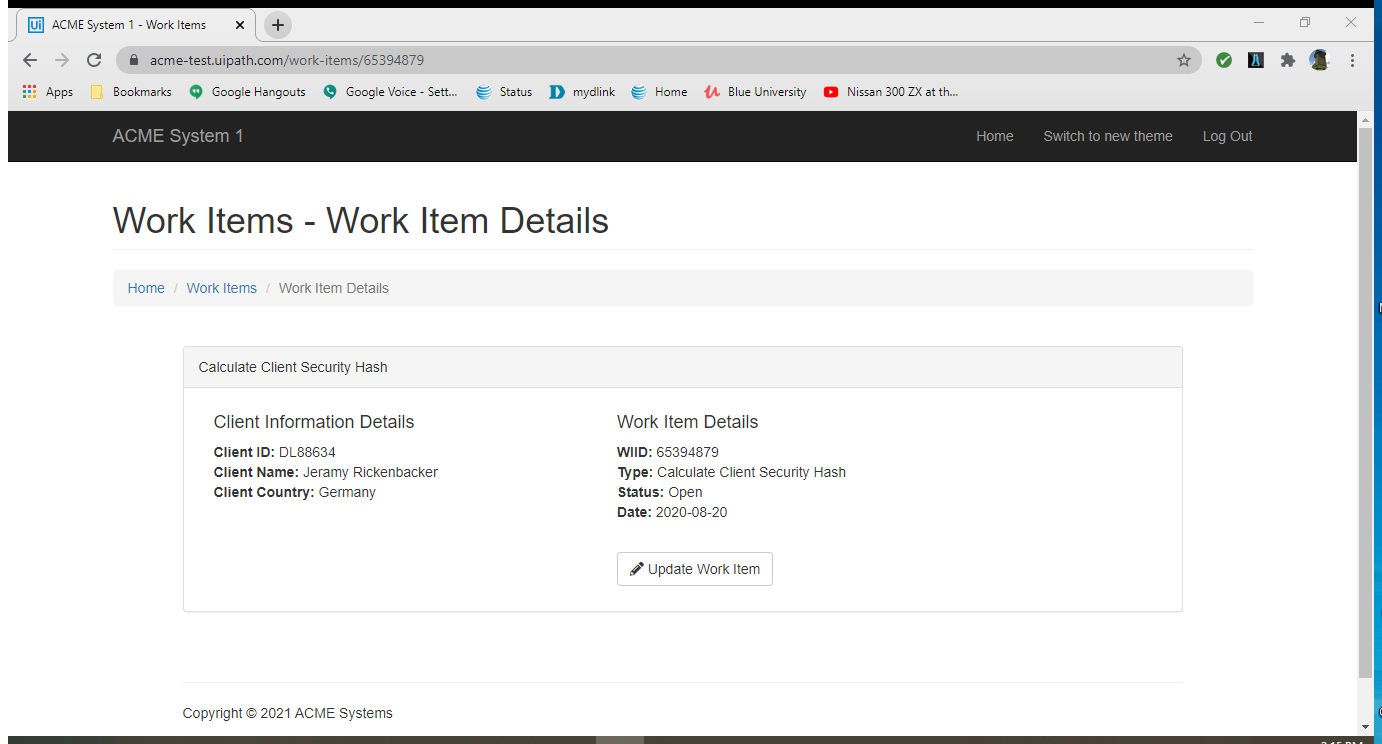 Ui ACME System 1 - Work Items
acme-test.uipath.com/work-items/65394879
Apps Bookmarks Google Hangouts Google Voice - Sett... Status mydlink Home Blue University Nissan 300 ZX at th...
ACME System 1 Home Switch to new theme Log Out
Work Items - Work Item Details
Home / Work Items / Work Item Details
Calculate Client Security Hash
Client Information Details
Client ID: DL88634
Client Name: Jeramy Rickenbacker
Client Country: Germany
Work Item Details
WIID: 65394879
Type: Calculate Client Security Hash
Status: Open
Date: 2020-08-20
Update Work Item
Copyright © 2021 ACME Systems